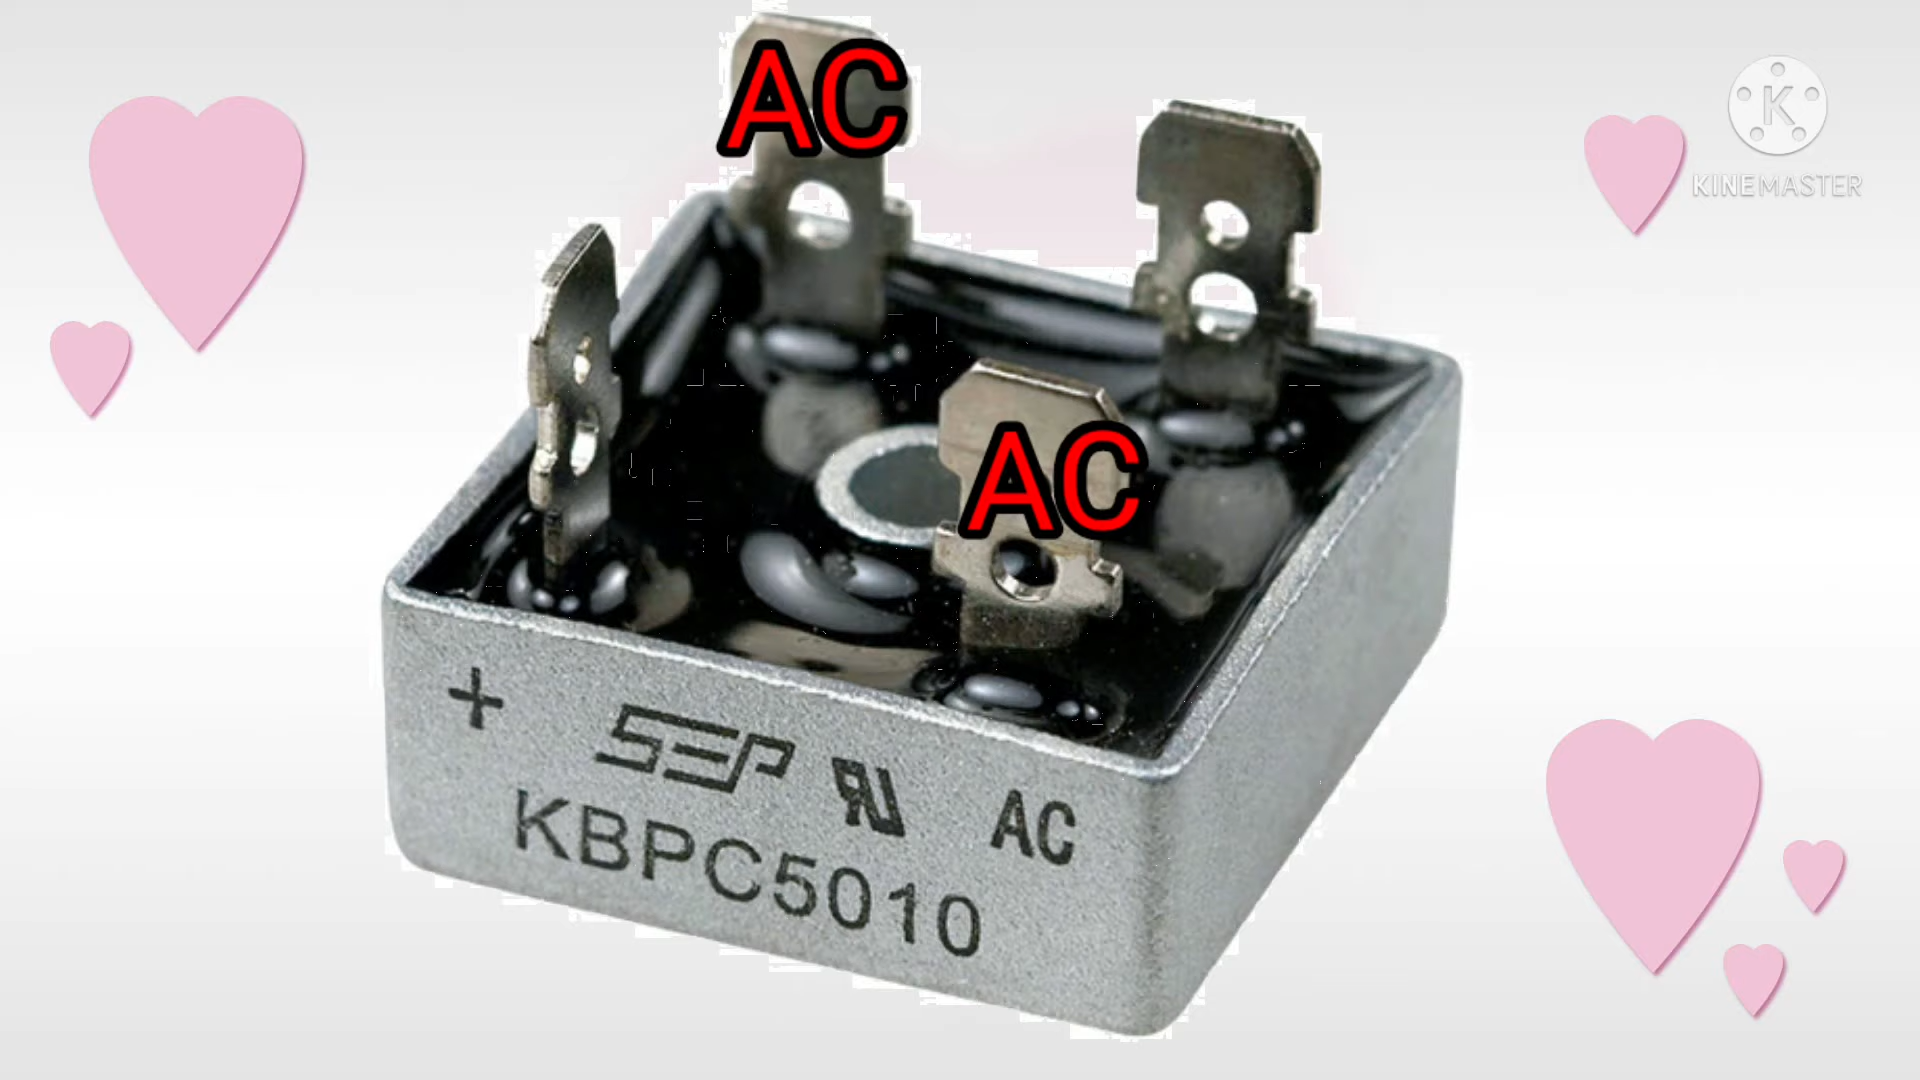 AC
KINEMASTER
AC
+ SEP AC
KBPC5010